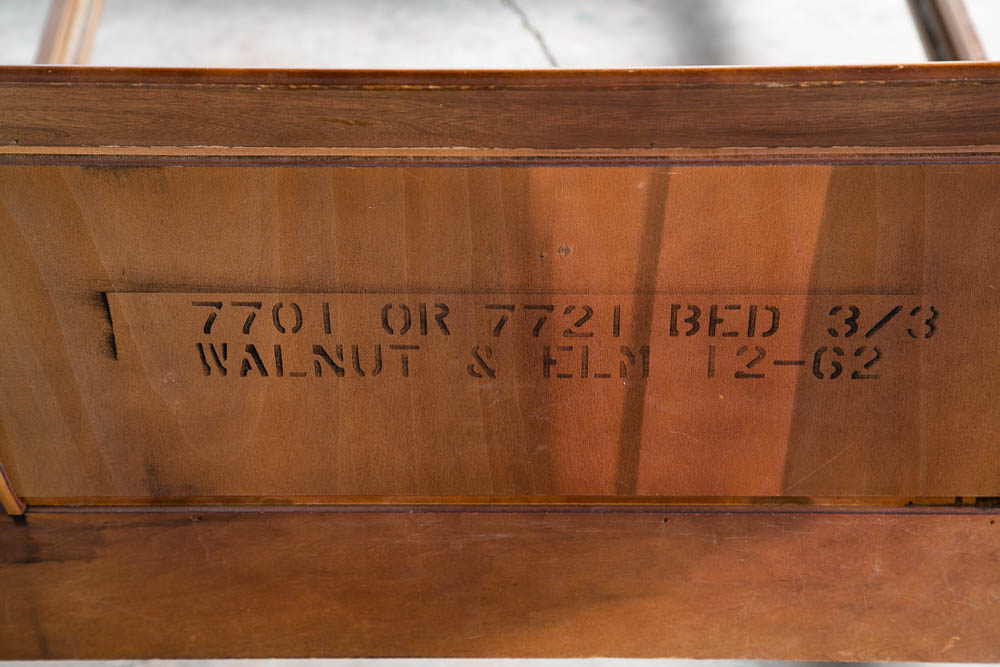 7701 OR 7721 BED 3/3
WALNUT & ELM 12-62